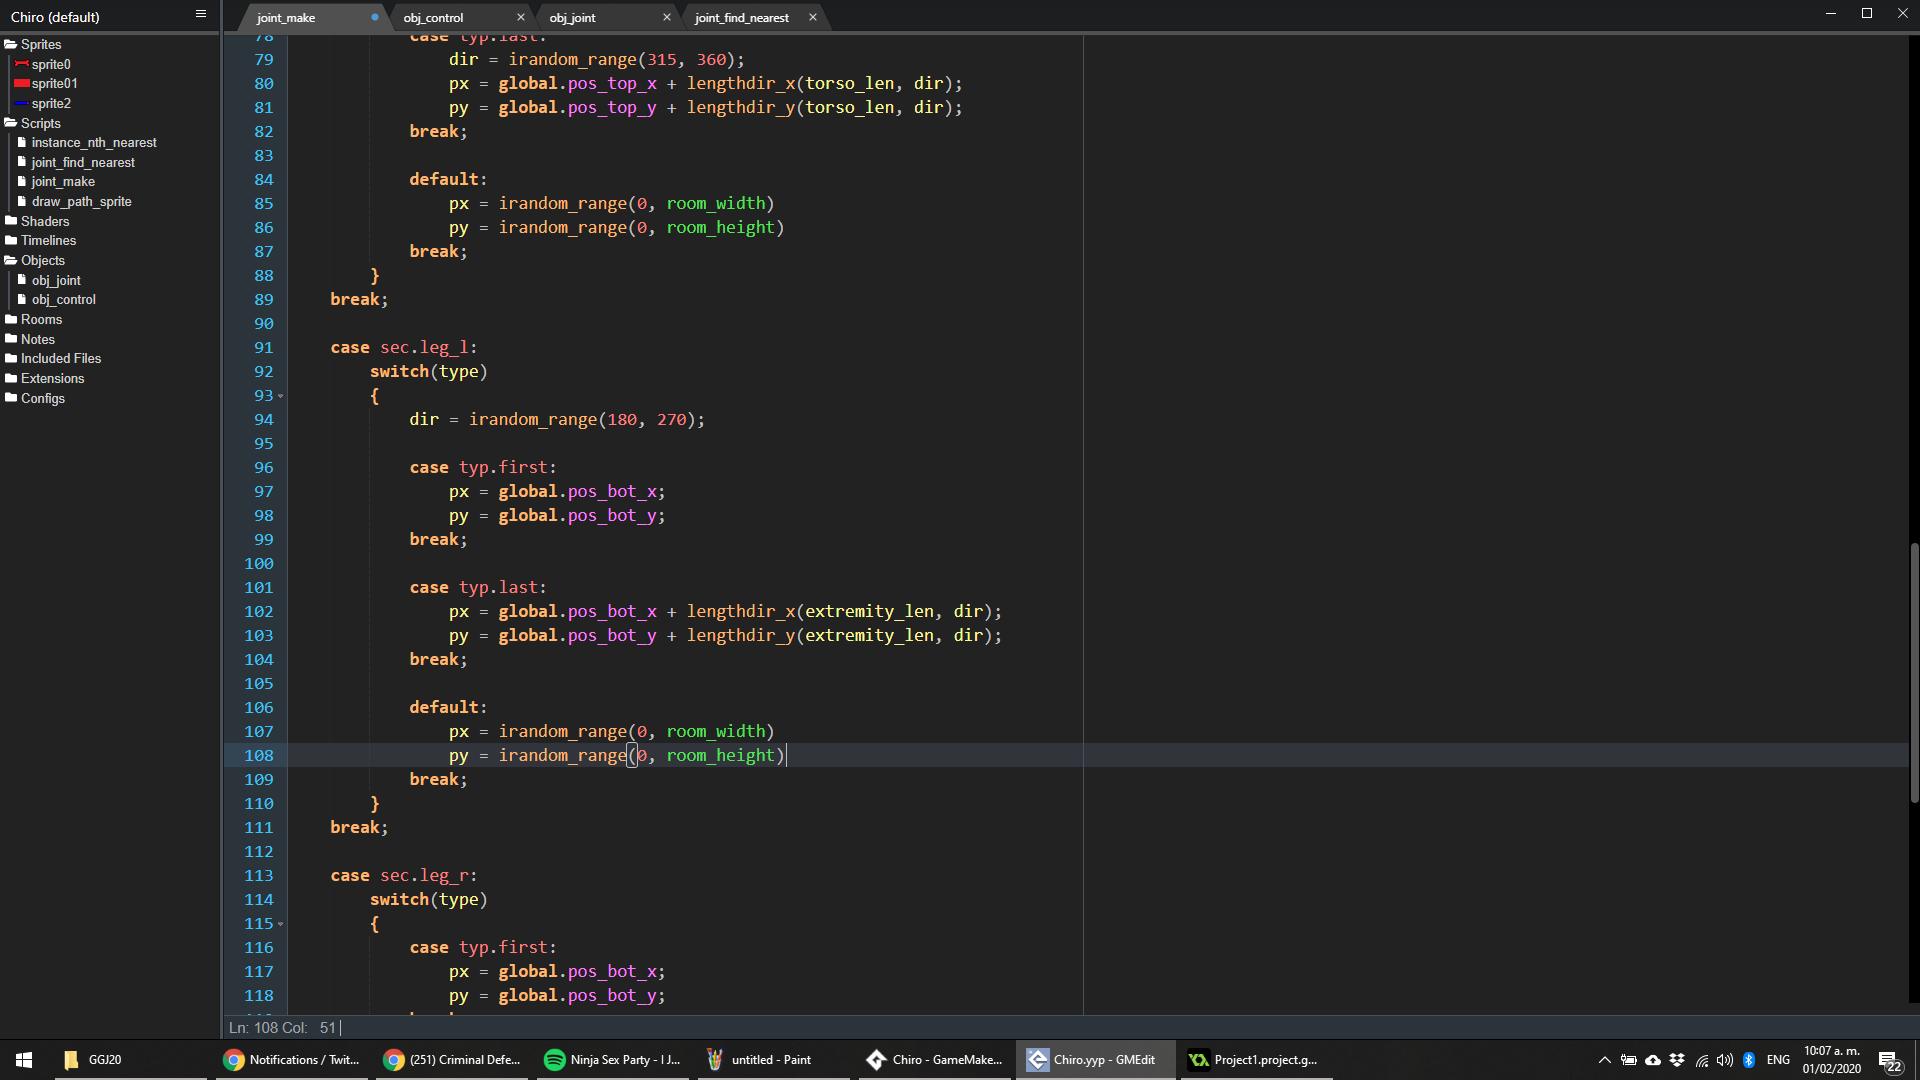 Chiro (default)
joint_make
obj_control
obj_joint
joint_find_nearest
Sprites
sprite0
sprite01
sprite2
Scripts
instance_nth_nearest
joint_find_nearest
joint_make
draw_path_sprite
Shaders
Timelines
Objects
obj_joint
obj_control
Rooms
Notes
Included Files
Extensions
Configs
78 case typ.last:
79 dir = irandom_range(315, 360);
80 px = global.pos_top_x + lengthdir_x(torso_len, dir);
81 py = global.pos_top_y + lengthdir_y(torso_len, dir);
82 break;
83
84 default:
85 px = irandom_range(0, room_width)
86 py = irandom_range(0, room_height)
87 break;
88 }
89 break;
90
91 case sec.leg_l:
92 switch(type)
93 {
94 dir = irandom_range(180, 270);
95
96 case typ.first:
97 px = global.pos_bot_x;
98 py = global.pos_bot_y;
99 break;
100
101 case typ.last:
102 px = global.pos_bot_x + lengthdir_x(extremity_len, dir);
103 py = global.pos_bot_y + lengthdir_y(extremity_len, dir);
104 break;
105
106 default:
107 px = irandom_range(0, room_width)
108 py = irandom_range(0, room_height)
109 break;
110 }
111 break;
112
113 case sec.leg_r:
114 switch(type)
115 {
116 case typ.first:
117 px = global.pos_bot_x;
118 py = global.pos_bot_y;
Ln: 108 Col: 51
GGJ20
Notifications / Twit...
(251) Criminal Defe...
Ninja Sex Party - I J...
untitled - Paint
Chiro - GameMake...
Chiro.yyp - GMEdit
Project1.project.g...
ENG
10:07 a. m.
01/02/2020
22